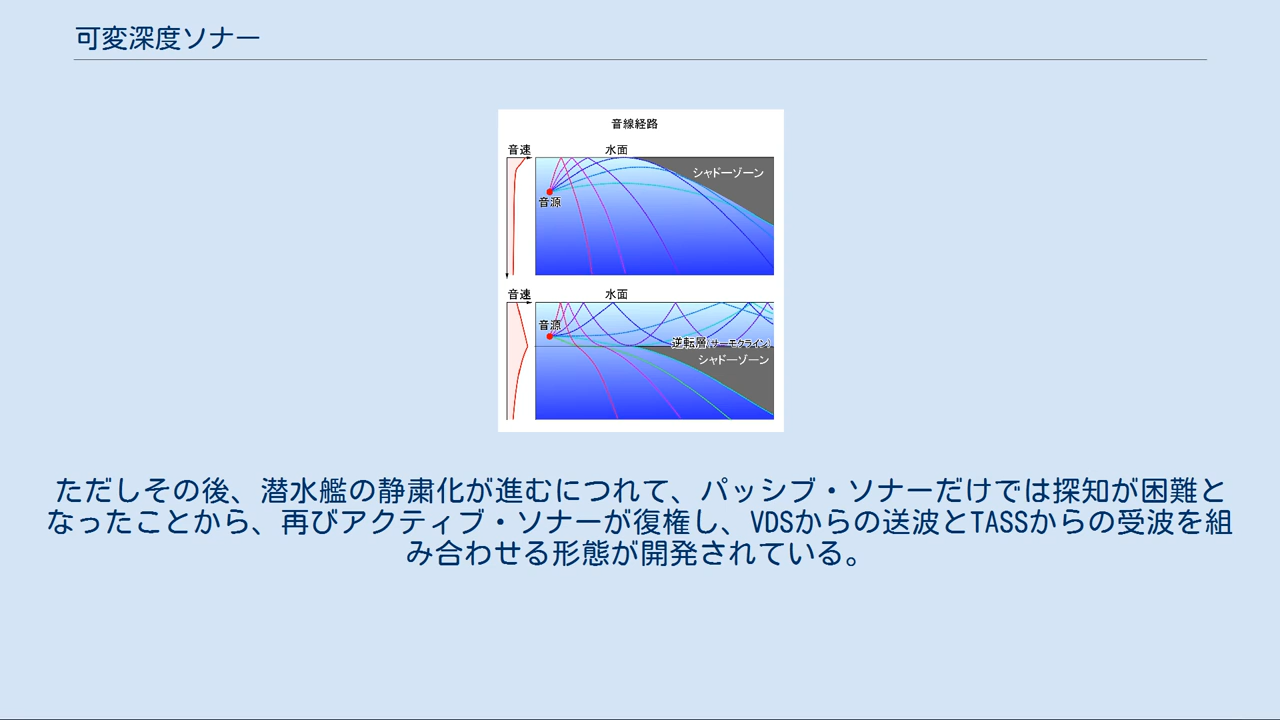 可変深度ソナー
音線経路
音速
水面
シャドーゾーン
音源
音速
水面
音源
逆転層(サーモクライン)
シャドーゾーン
ただしその後、潜水艦の静粛化が進むにつれて、パッシブ・ソナーだけでは探知が困難と
なったことから、再びアクティブ・ソナーが復権し、VDSからの送波とTASSからの受波を組
み合わせる形態が開発されている。